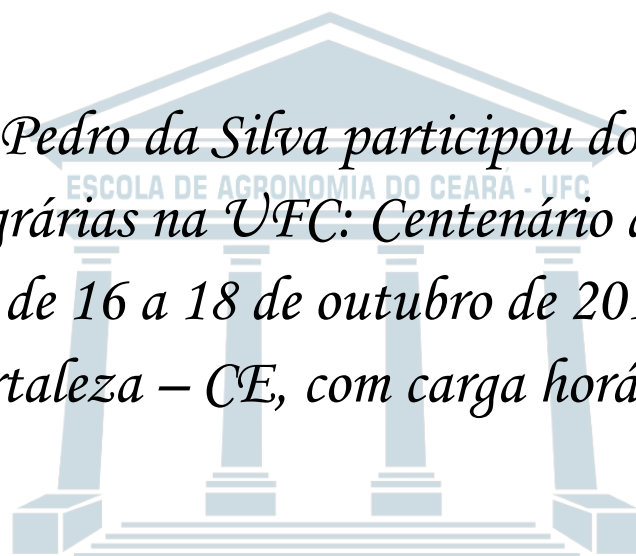 Pedro da Silva participou do
ESCOLA DE AGRONOMIA DO CEARÁ - UFC
grárias na UFC: Centenário
de 16 a 18 de outubro de 201
rtaleza – CE, com carga horá